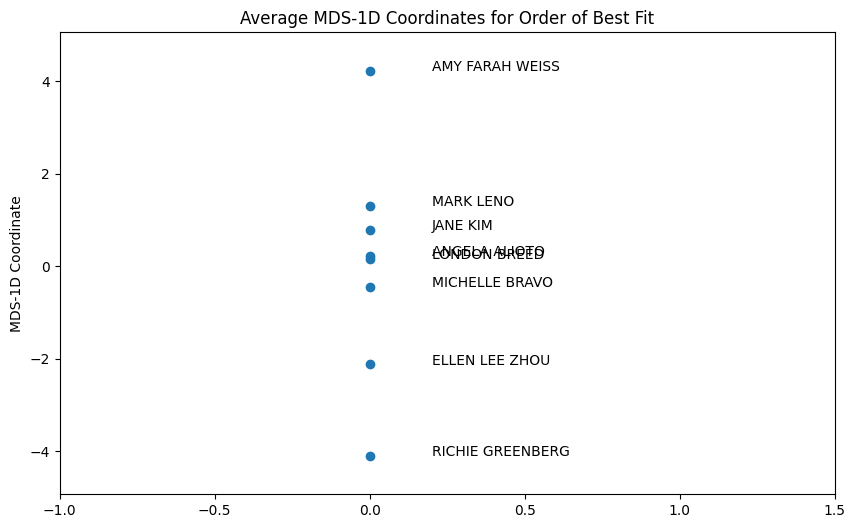 Average MDS-1D Coordinates for Order of Best Fit
4
AMY FARAH WEISS
2
MARK LENO
JANE KIM
ANGELA ALIOTO
LONDON BREED
0
MICHELLE BRAVO
MDS-1D Coordinate
−2
ELLEN LEE ZHOU
−4
RICHIE GREENBERG
−1.0
−0.5
0.0
0.5
1.0
1.5